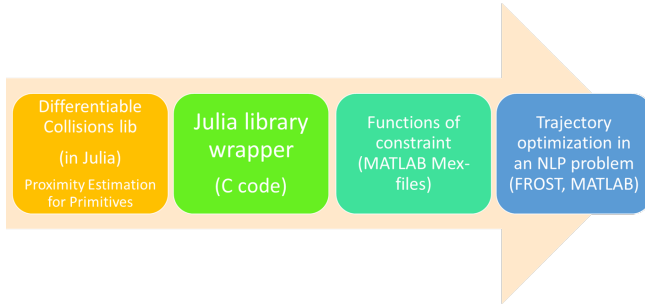 Differentiable
Collisions lib
(in Julia)
Proximity Estimation
for Primitives
Julia library
wrapper
(C code)
Functions of
constraint
(MATLAB Mex-
files)
Trajectory
optimization in
an NLP problem
(FROST, MATLAB)